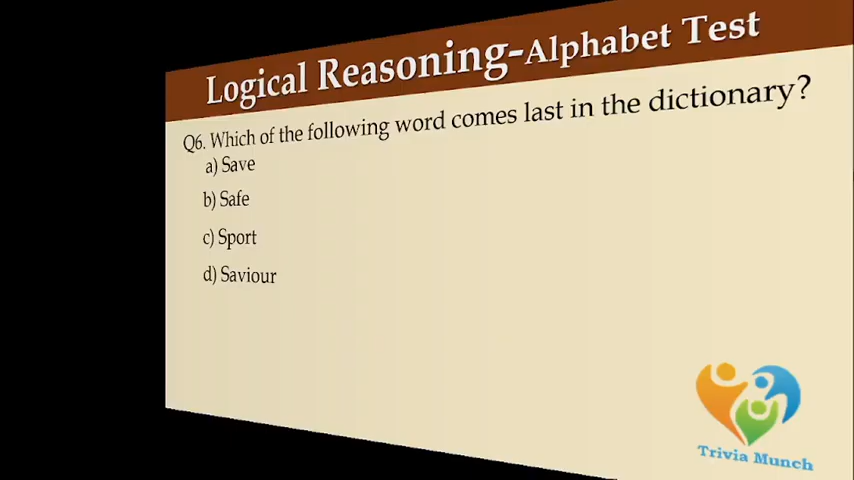 Logical Reasoning-Alphabet Test
Q6. Which of the following word comes last in the dictionary?
a) Save
b) Safe
c) Sport
d) Saviour
Trivia Munch